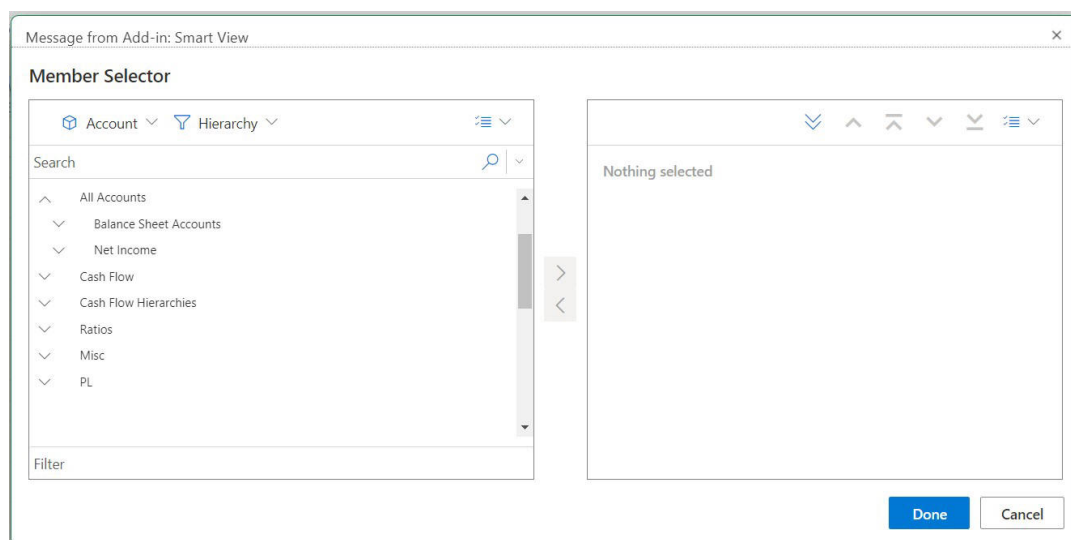 Message from Add-in: Smart View
Member Selector
Account
Hierarchy
Search
All Accounts
Balance Sheet Accounts
Net Income
Cash Flow
Cash Flow Hierarchies
Ratios
Misc
PL
Filter
Nothing selected
Done
Cancel